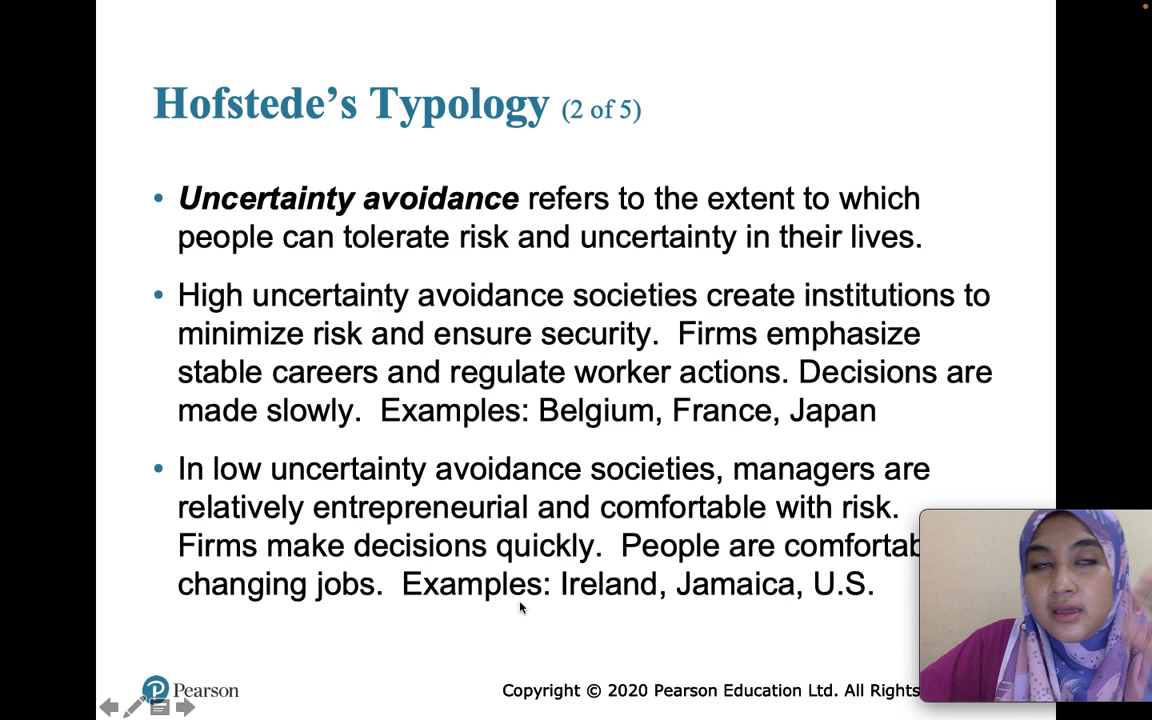 Hofstede’s Typology (2 of 5)
• Uncertainty avoidance refers to the extent to which
people can tolerate risk and uncertainty in their lives.
• High uncertainty avoidance societies create institutions to
minimize risk and ensure security.  Firms emphasize
stable careers and regulate worker actions. Decisions are
made slowly.  Examples: Belgium, France, Japan
• In low uncertainty avoidance societies, managers are
relatively entrepreneurial and comfortable with risk.
Firms make decisions quickly.  People are
changing jobs.  Examples: Ireland, Jamaica, U.S.
P Pearson
Copyright © 2020 Pearson Education Ltd. All Rights